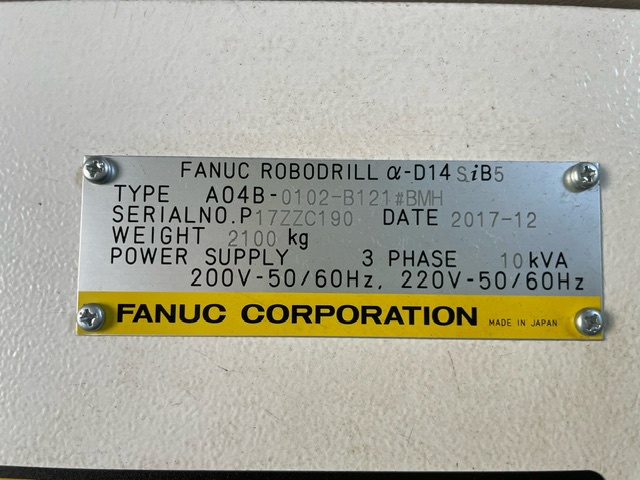 FANUC ROBODRILL α-D14SiB5
TYPE A04B-0102-B121#BMH
SERIALNO.P17ZZC190 DATE 2017-12
WEIGHT 2100 kg
POWER SUPPLY 3 PHASE 10kVA
200V-50/60Hz, 220V-50/60Hz
FANUC CORPORATION MADE IN JAPAN